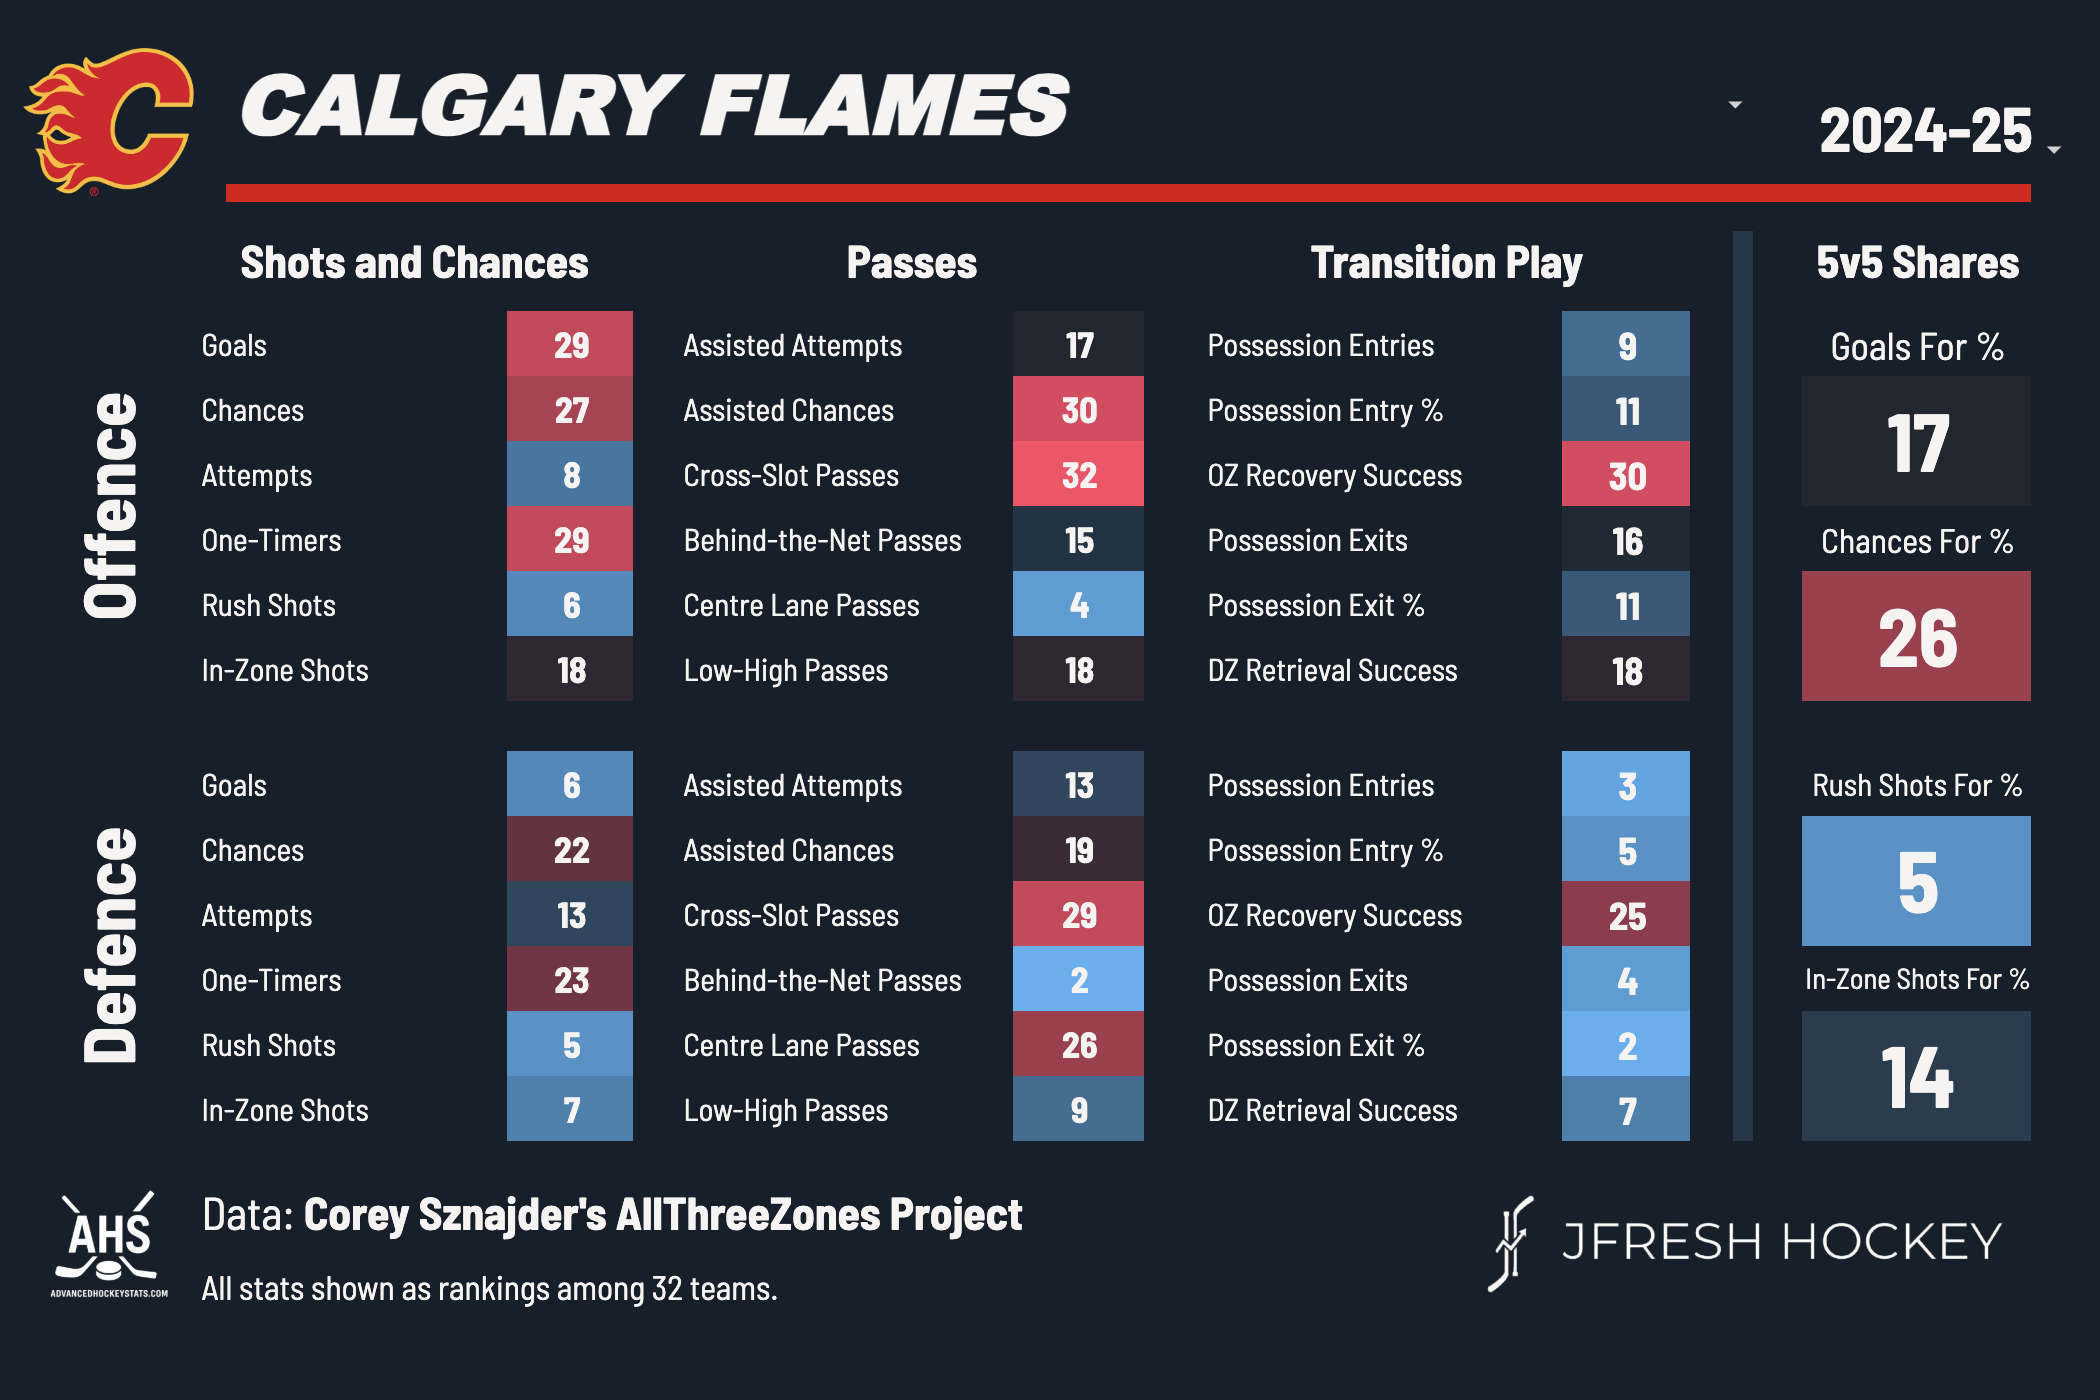 CALGARY FLAMES
2024-25
Shots and Chances
Passes
Transition Play
5v5 Shares
Offence
Goals 29
Chances 27
Attempts 8
One-Timers 29
Rush Shots 6
In-Zone Shots 18
Assisted Attempts 17
Assisted Chances 30
Cross-Slot Passes 32
Behind-the-Net Passes 15
Centre Lane Passes 4
Low-High Passes 18
Possession Entries 9
Possession Entry % 11
OZ Recovery Success 30
Possession Exits 16
Possession Exit % 11
DZ Retrieval Success 18
Goals For %
17
Chances For %
26
Defence
Goals 6
Chances 22
Attempts 13
One-Timers 23
Rush Shots 5
In-Zone Shots 7
Assisted Attempts 13
Assisted Chances 19
Cross-Slot Passes 29
Behind-the-Net Passes 2
Centre Lane Passes 26
Low-High Passes 9
Possession Entries 3
Possession Entry % 5
OZ Recovery Success 25
Possession Exits 4
Possession Exit % 2
DZ Retrieval Success 7
Rush Shots For %
5
In-Zone Shots For %
14
AHS
ADVANCEDHOCKEYSTATS.COM
Data: Corey Sznajder's AllThreeZones Project
All stats shown as rankings among 32 teams.
JFRESH HOCKEY